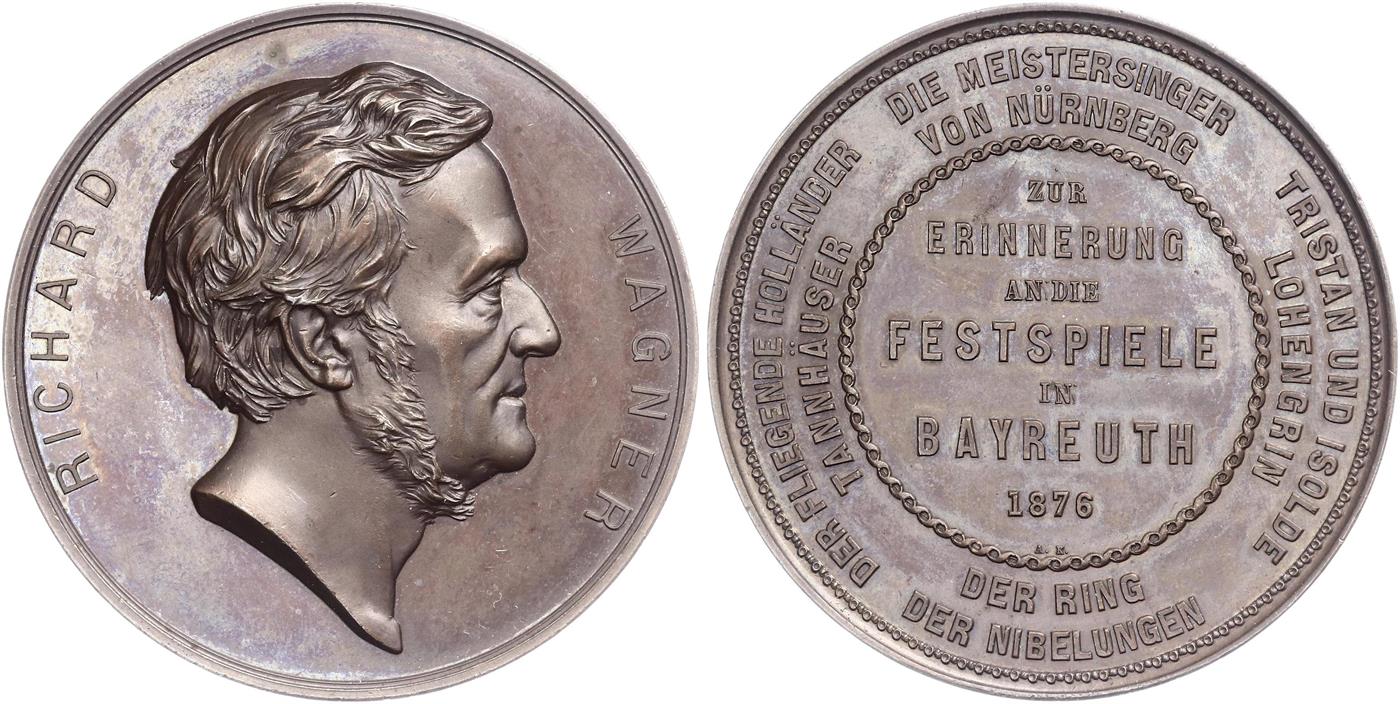 RICHARD WAGNER
DIE MEISTERSINGER
VON NÜRNBERG
TRISTAN UND ISOLDE
LOHENGRIN
DER RING
DER NIBELUNGEN
DER FLIEGENDE HOLLÄNDER
TANNHÄUSER
ZUR
ERINNERUNG
AN DIE
FESTSPIELE
IN
BAYREUTH
1876
A. K.